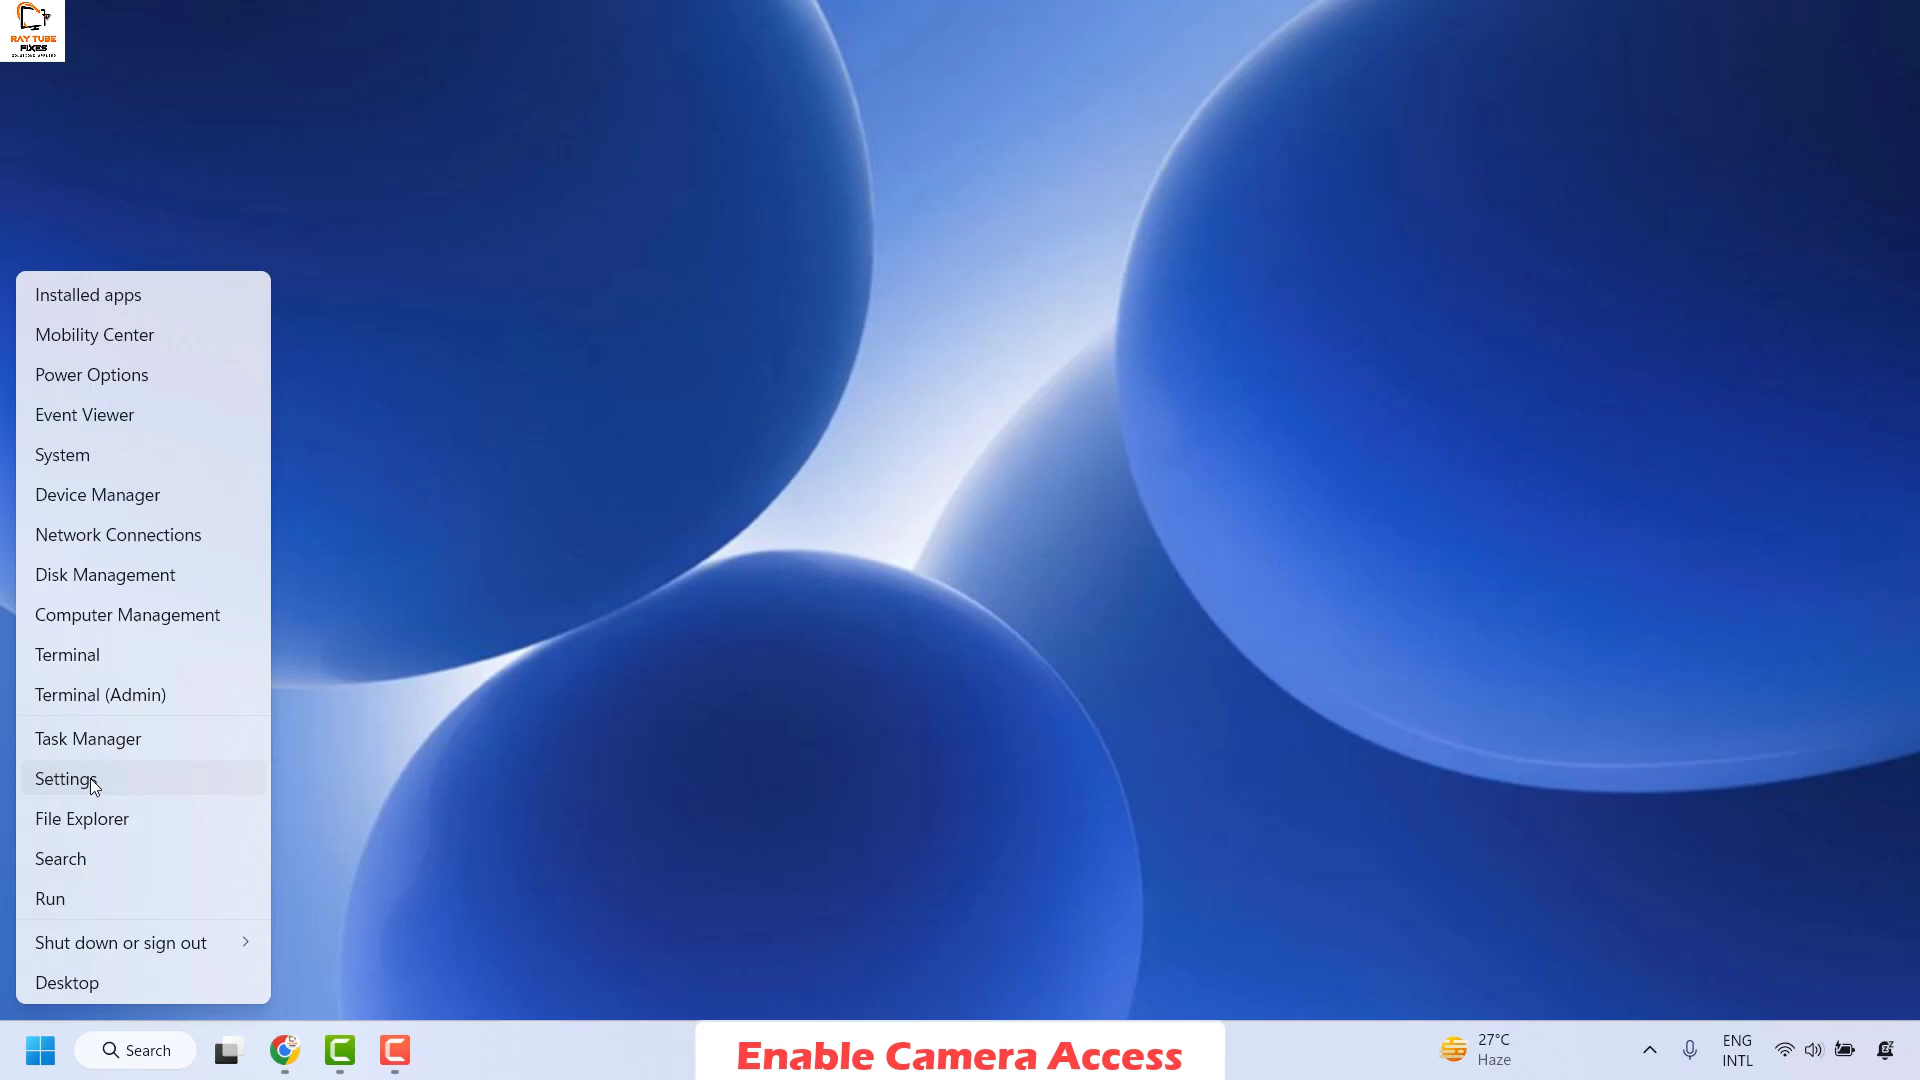 RAY TUBE
FIXES
SOLUTIONS APPLIED
Installed apps
Mobility Center
Power Options
Event Viewer
System
Device Manager
Network Connections
Disk Management
Computer Management
Terminal
Terminal (Admin)
Task Manager
Settings
File Explorer
Search
Run
Shut down or sign out
Desktop
Search
Enable Camera Access
27°C
Haze
ENG
INTL